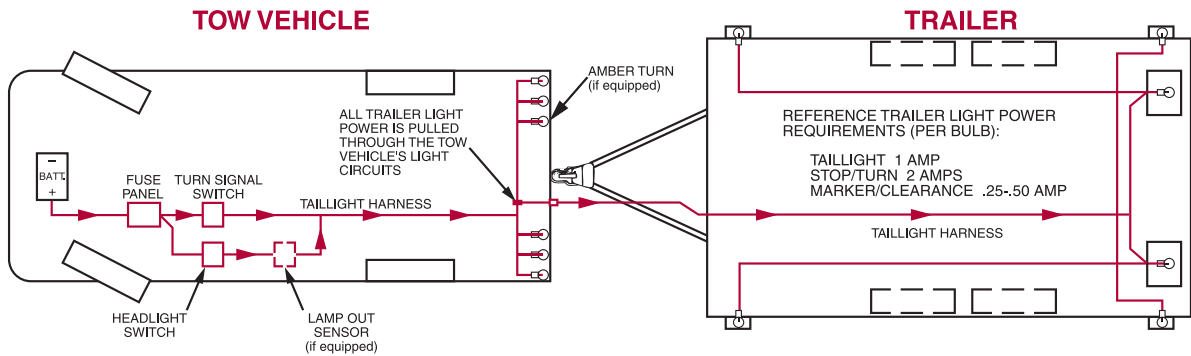 TOW VEHICLE
TRAILER
AMBER TURN
(if equipped)
ALL TRAILER LIGHT
POWER IS PULLED
THROUGH THE TOW
VEHICLE'S LIGHT
CIRCUITS
REFERENCE TRAILER LIGHT POWER
REQUIREMENTS (PER BULB):
TAILLIGHT 1 AMP
STOP/TURN 2 AMPS
MARKER/CLEARANCE .25-.50 AMP
-
BATT.
+
FUSE
PANEL
TURN SIGNAL
SWITCH
TAILLIGHT HARNESS
TAILLIGHT HARNESS
HEADLIGHT
SWITCH
LAMP OUT
SENSOR
(if equipped)